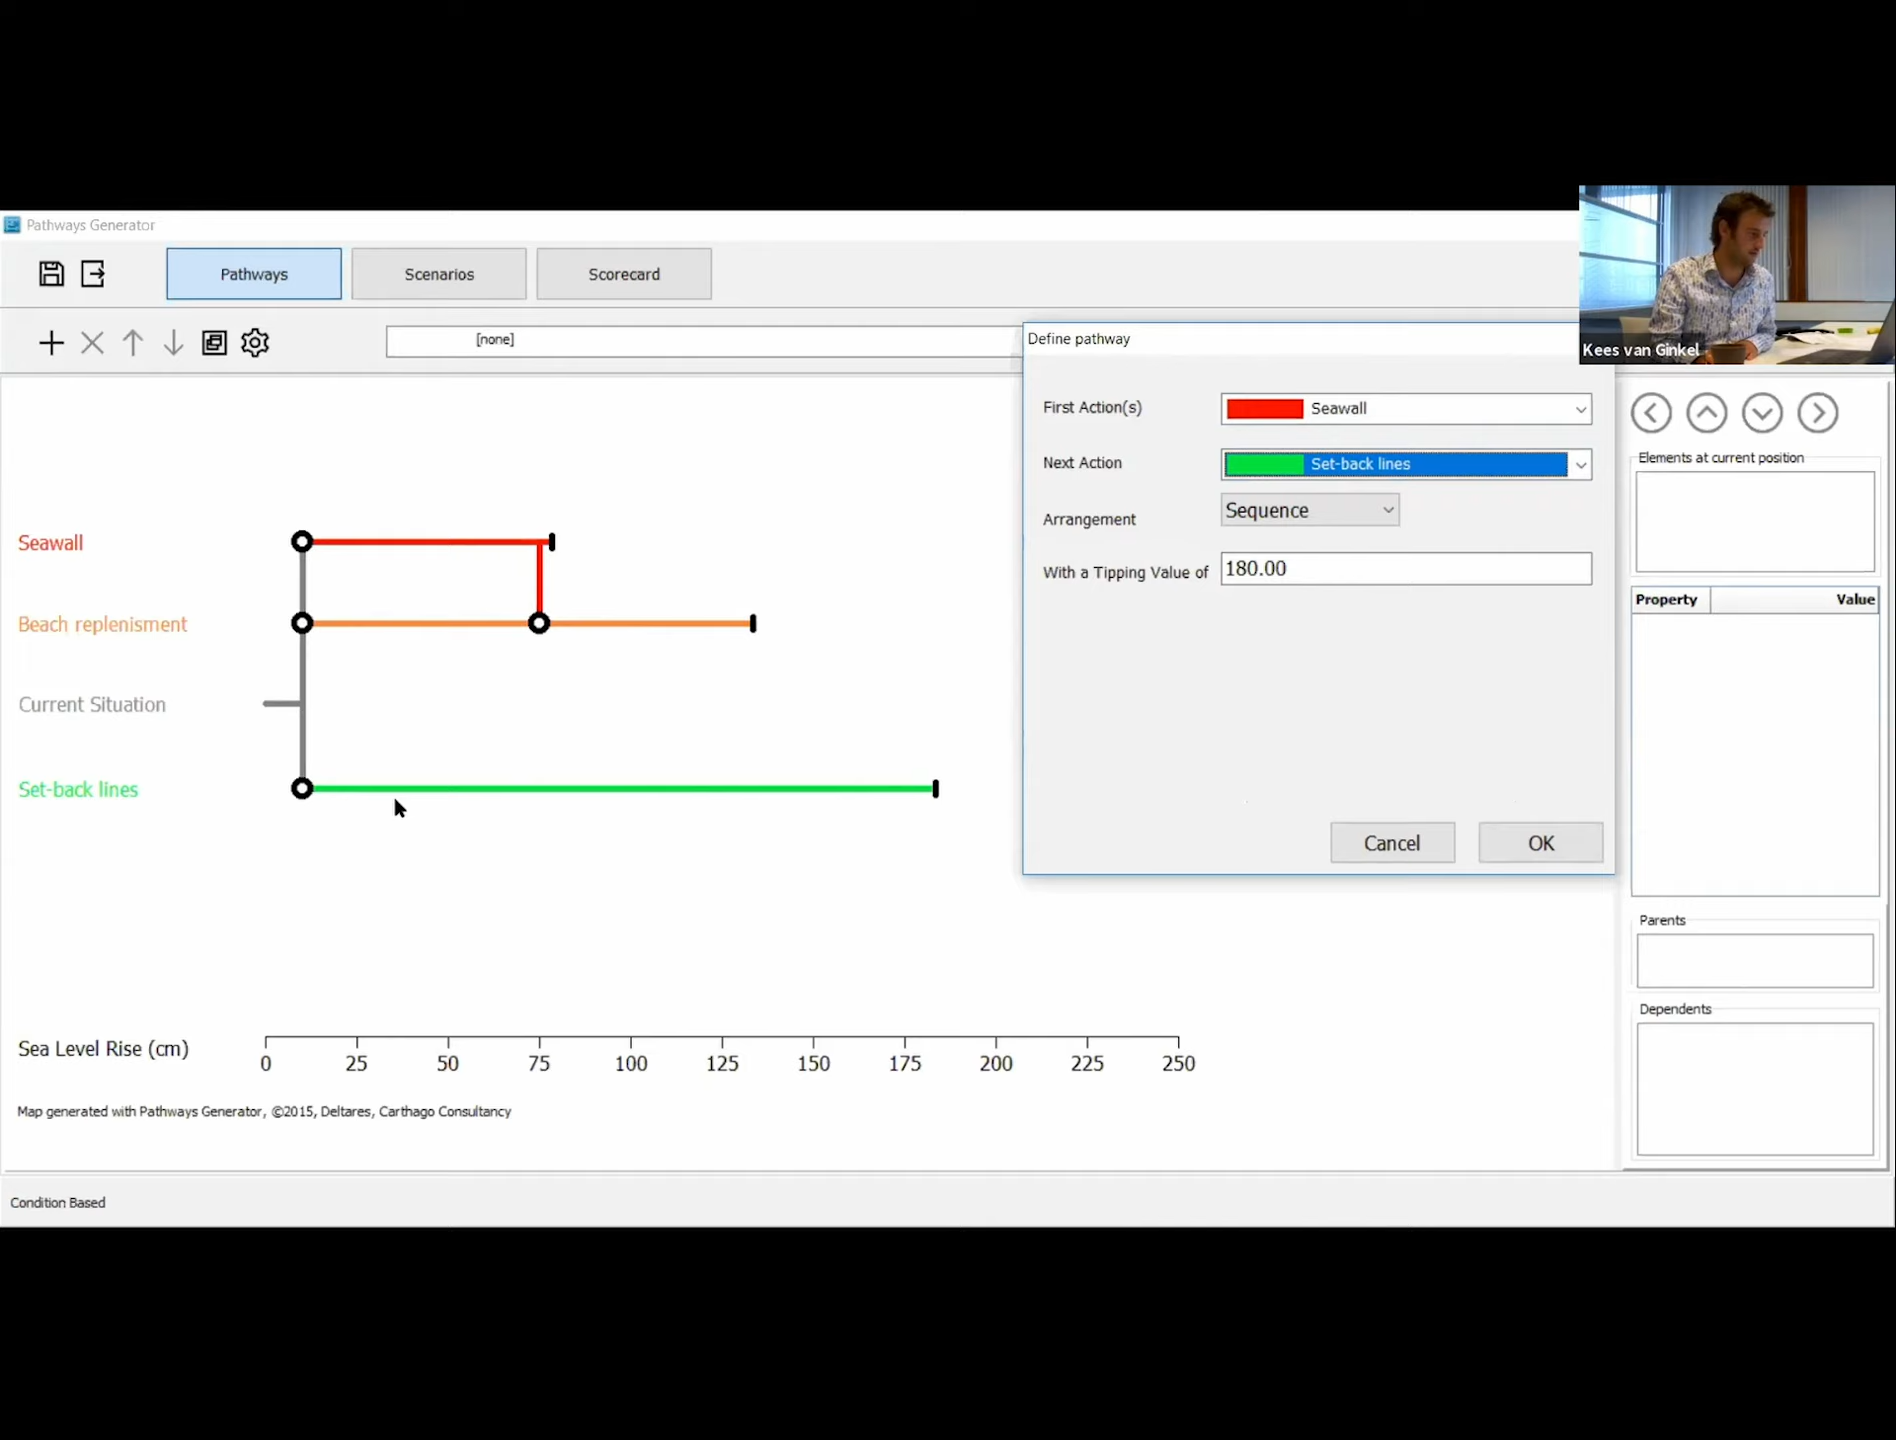 Pathways Generator
Pathways
Scenarios
Scorecard
Kees van Ginkel
[none]
Define pathway
First Action(s)
Seawall
Next Action
Set-back lines
Arrangement
Sequence
With a Tipping Value of
180.00
Cancel
OK
Elements at current position
Property
Value
Parents
Dependents
Seawall
Beach replenisment
Current Situation
Set-back lines
Sea Level Rise (cm)
0 25 50 75 100 125 150 175 200 225 250
Map generated with Pathways Generator, ©2015, Deltares, Carthago Consultancy
Condition Based